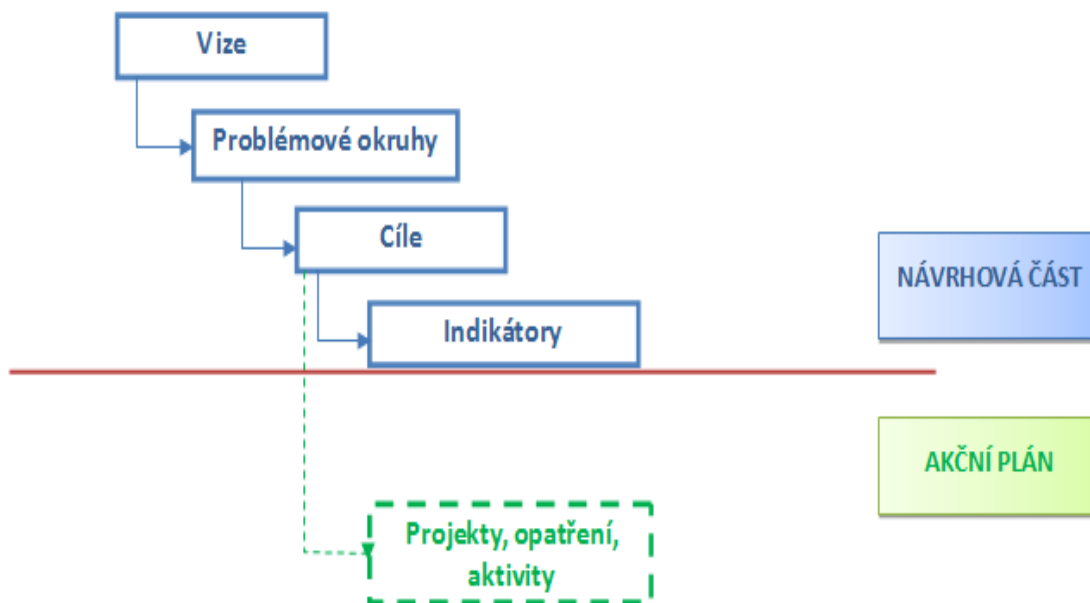 Vize
Problémové okruhy
Cíle
NÁVRHOVÁ ČÁST
Indikátory
AKČNÍ PLÁN
Projekty, opatření,
aktivity